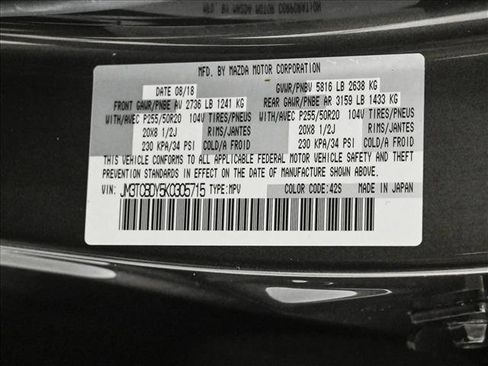 MFD. BY MAZDA MOTOR CORPORATION
DATE 08/18 GVWR/PNBV 5816 LB 2638 KG
FRONT GAWR/PNBE AV 2736 LB 1241 KG REAR GAWR/PNBE AR 3159 LB 1433 KG
WITH/AVEC P255/50R20 104V TIRES/PNEUS WITH/AVEC P255/50R20 104V TIRES/PNEUS
20X8 1/2J RIMS/JANTES 20X8 1/2J RIMS/JANTES
230 KPA/34 PSI COLD/A FROID 230 KPA/34 PSI COLD/A FROID
THIS VEHICLE CONFORMS TO ALL APPLICABLE FEDERAL MOTOR VEHICLE SAFETY AND THEFT
PREVENTION STANDARDS IN EFFECT ON THE DATE OF MANUFACTURE SHOWN ABOVE.
VIN: JM3TCBDY5K0305715 TYPE:MPV COLOR CODE:42S MADE IN JAPAN